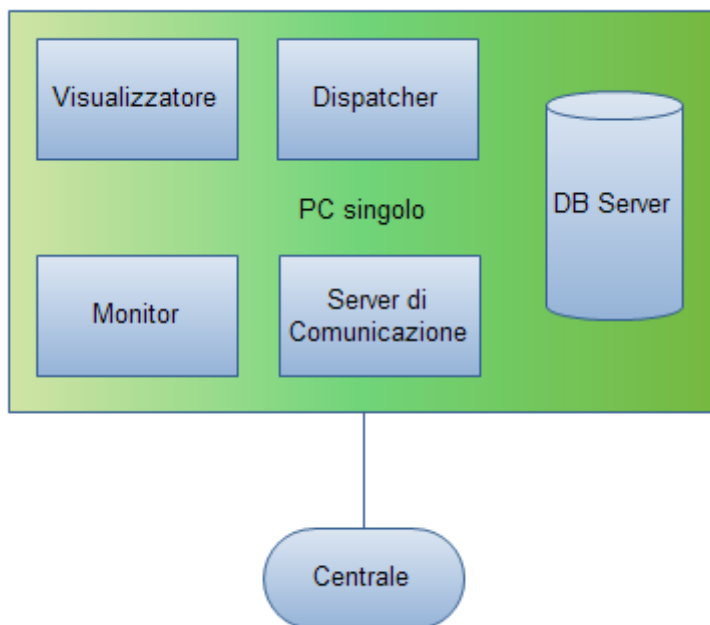 Visualizzatore
Dispatcher
DB Server
PC singolo
Monitor
Server di
Comunicazione
Centrale